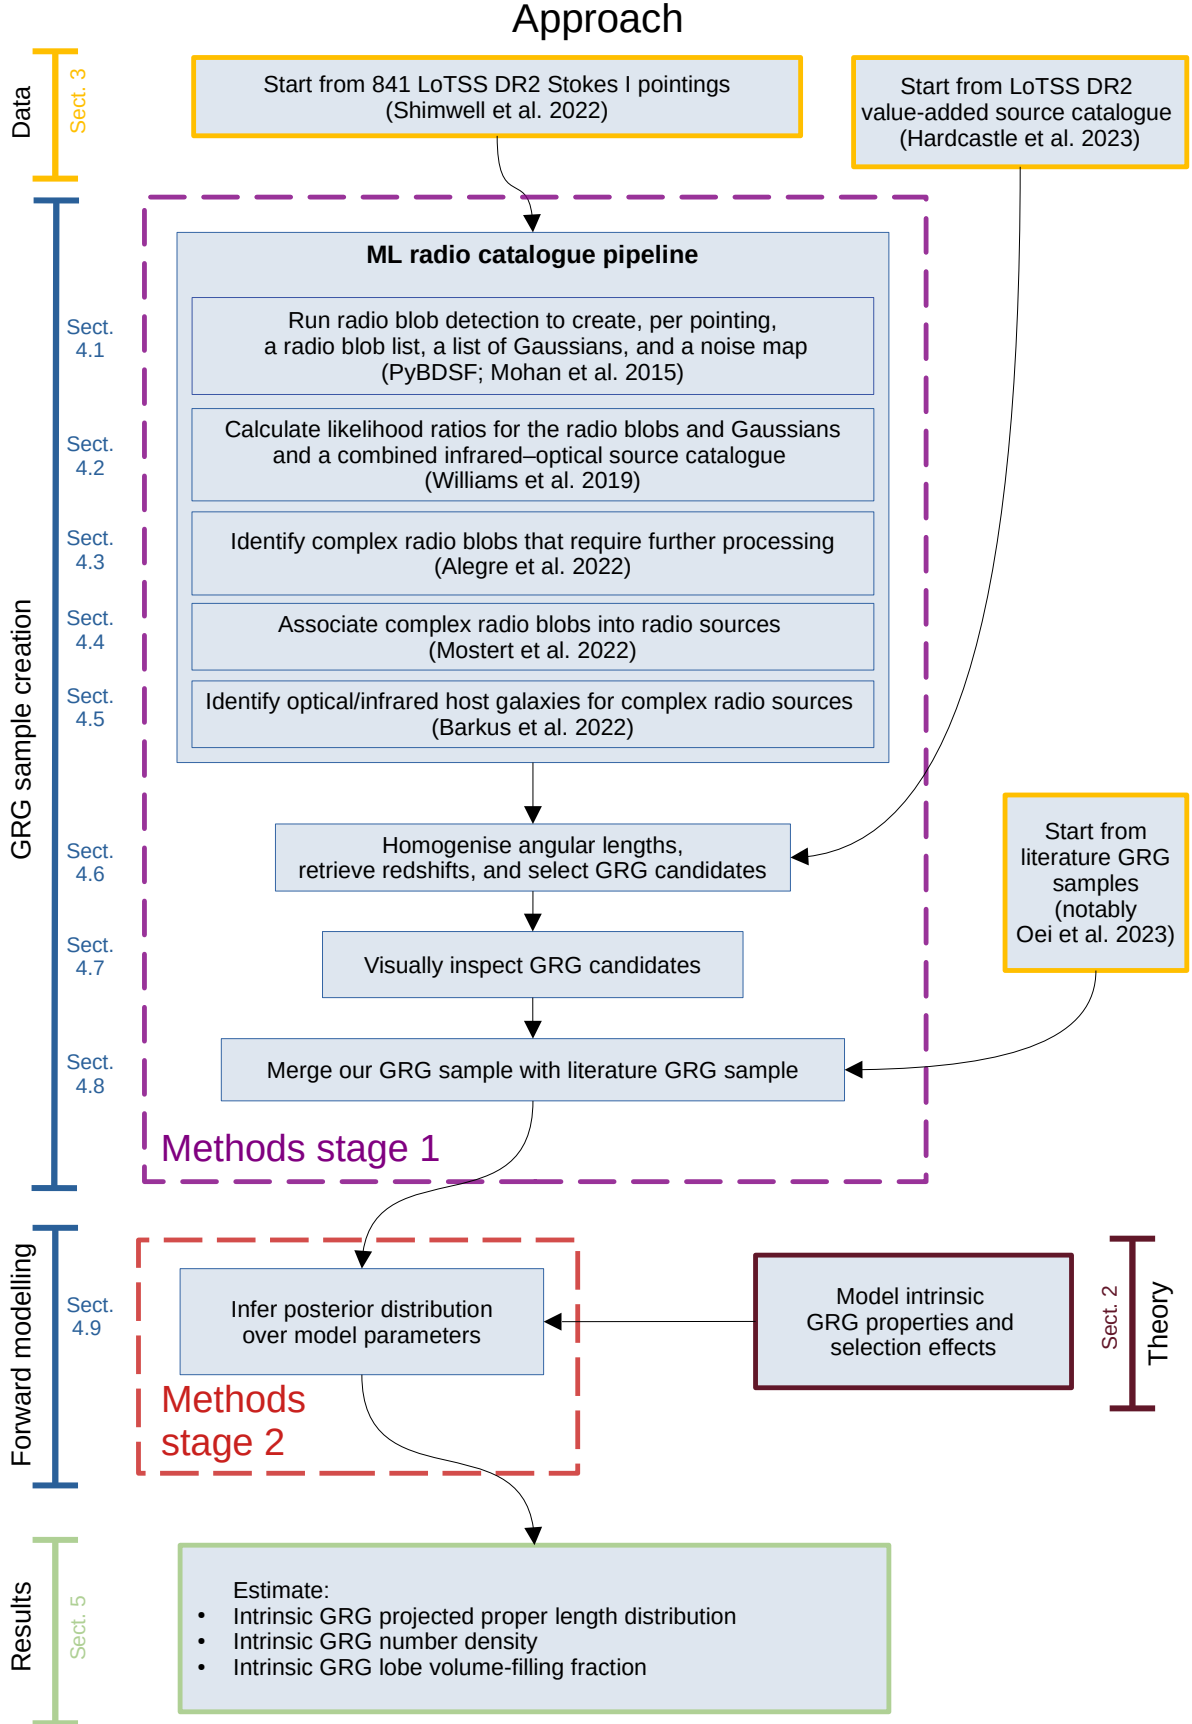 Approach
Data
Sect. 3
Start from 841 LoTSS DR2 Stokes I pointings
(Shimwell et al. 2022)
Start from LoTSS DR2
value-added source catalogue
(Hardcastle et al. 2023)
GRG sample creation
ML radio catalogue pipeline
Sect.
4.1
Run radio blob detection to create, per pointing,
a radio blob list, a list of Gaussians, and a noise map
(PyBDSF; Mohan et al. 2015)
Sect.
4.2
Calculate likelihood ratios for the radio blobs and Gaussians
and a combined infrared–optical source catalogue
(Williams et al. 2019)
Sect.
4.3
Identify complex radio blobs that require further processing
(Alegre et al. 2022)
Sect.
4.4
Associate complex radio blobs into radio sources
(Mostert et al. 2022)
Sect.
4.5
Identify optical/infrared host galaxies for complex radio sources
(Barkus et al. 2022)
Sect.
4.6
Homogenise angular lengths,
retrieve redshifts, and select GRG candidates
Start from
literature GRG
samples
(notably
Oei et al. 2023)
Sect.
4.7
Visually inspect GRG candidates
Sect.
4.8
Merge our GRG sample with literature GRG sample
Methods stage 1
Forward modelling
Sect.
4.9
Infer posterior distribution
over model parameters
Methods
stage 2
Model intrinsic
GRG properties and
selection effects
Sect. 2
Theory
Results
Sect. 5
Estimate:
• Intrinsic GRG projected proper length distribution
• Intrinsic GRG number density
• Intrinsic GRG lobe volume-filling fraction